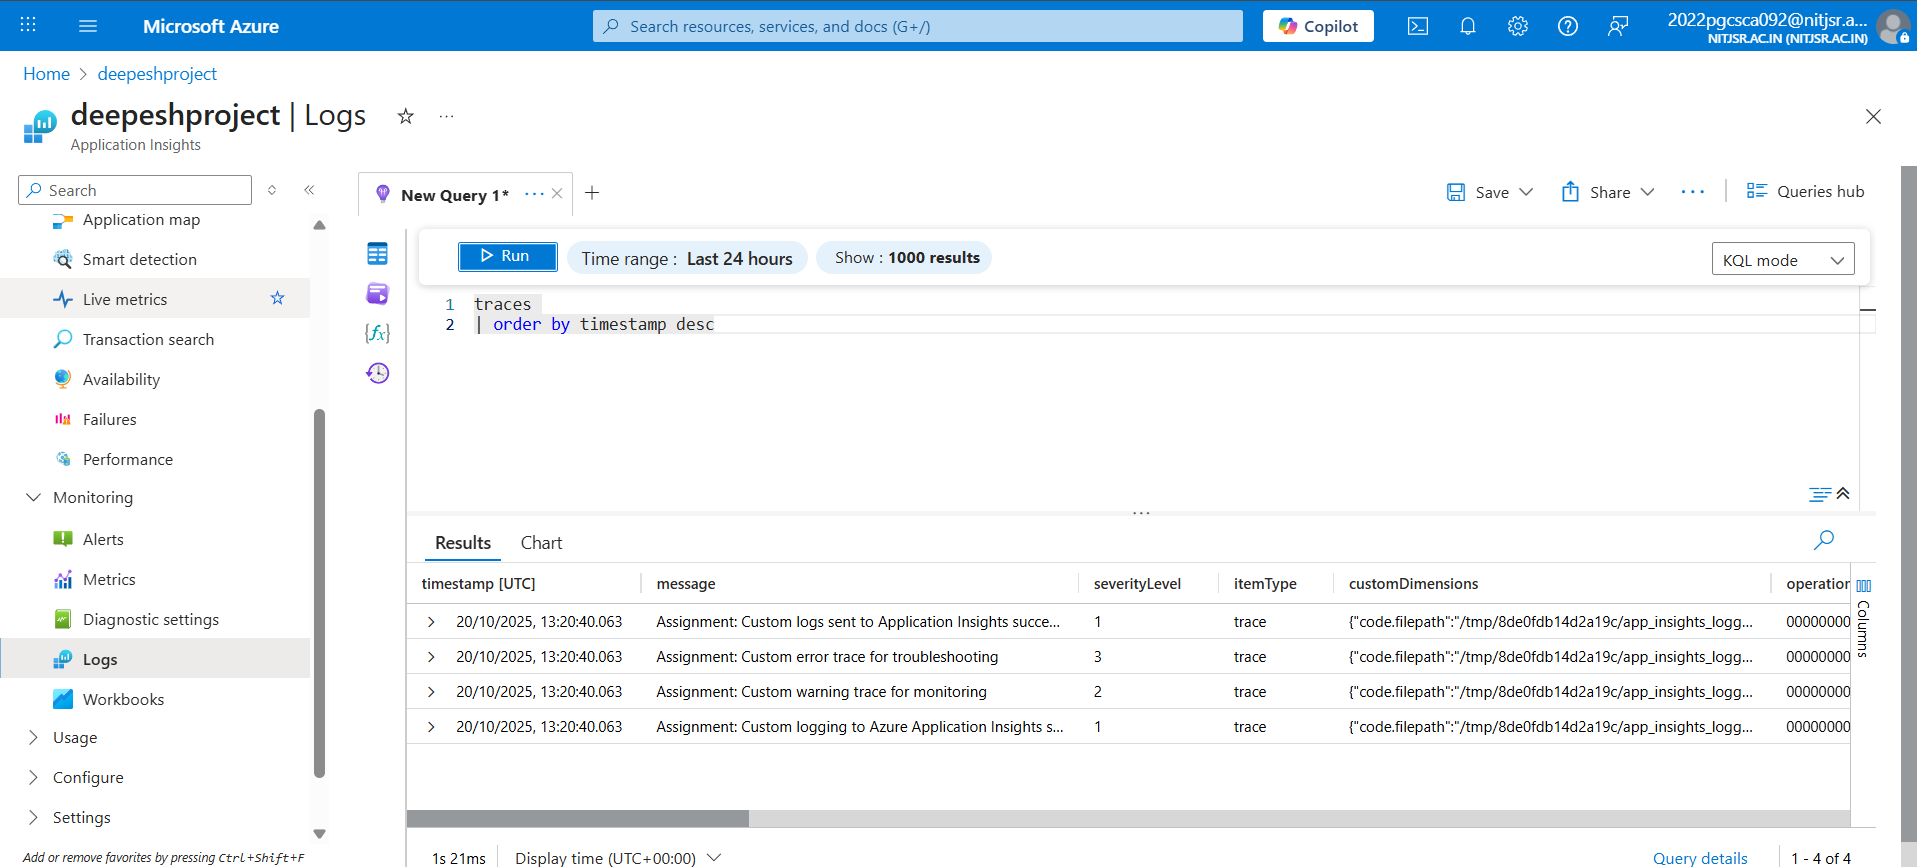 Microsoft Azure
Search resources, services, and docs (G+/)
Copilot
2022pgcsca092@nitjsr.a...
NITJSR.AC.IN (NITJSR.AC.IN)
Home > deepeshproject
deepeshproject | Logs
Application Insights
Search
Application map
Smart detection
Live metrics
Transaction search
Availability
Failures
Performance
Monitoring
Alerts
Metrics
Diagnostic settings
Logs
Workbooks
Usage
Configure
Settings
Add or remove favorites by pressing Ctrl+Shift+F
New Query 1*
Save
Share
Queries hub
Run
Time range : Last 24 hours
Show : 1000 results
KQL mode
1 traces
2 | order by timestamp desc
Results Chart
timestamp [UTC] message severityLevel itemType customDimensions operation
20/10/2025, 13:20:40.063 Assignment: Custom logs sent to Application Insights succe... 1 trace {"code.filepath":"/tmp/8de0fdb14d2a19c/app_insights_logg... 00000000
20/10/2025, 13:20:40.063 Assignment: Custom error trace for troubleshooting 3 trace {"code.filepath":"/tmp/8de0fdb14d2a19c/app_insights_logg... 00000000
20/10/2025, 13:20:40.063 Assignment: Custom warning trace for monitoring 2 trace {"code.filepath":"/tmp/8de0fdb14d2a19c/app_insights_logg... 00000000
20/10/2025, 13:20:40.063 Assignment: Custom logging to Azure Application Insights s... 1 trace {"code.filepath":"/tmp/8de0fdb14d2a19c/app_insights_logg... 00000000
Columns
1s 21ms
Display time (UTC+00:00)
Query details
1 - 4 of 4